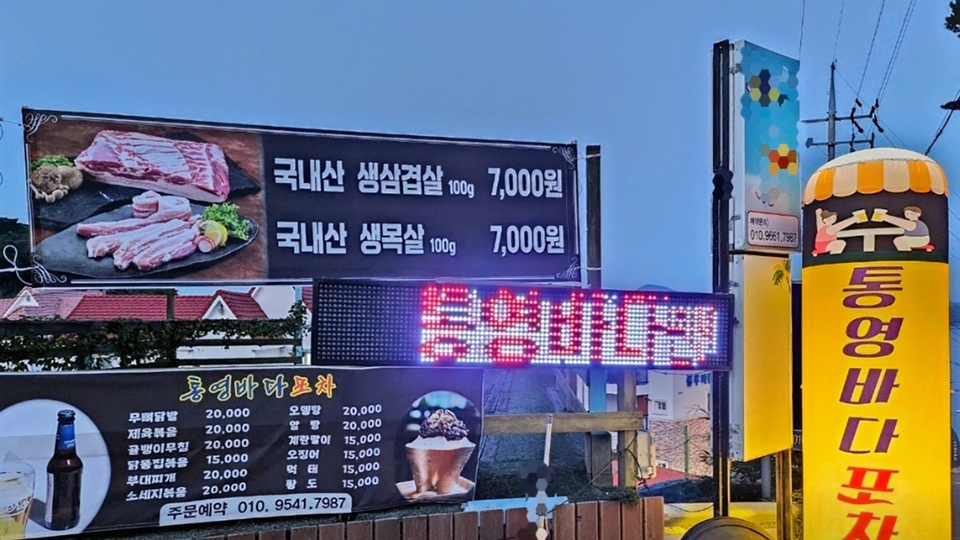 국내산 생삼겹살 100g 7,000원
국내산 생목살 100g 7,000원
통영바다
통영바다포차
무뼈닭발 20,000
제육볶음 20,000
골뱅이무침 20,000
닭똥집볶음 15,000
부대찌개 20,000
소세지볶음 20,000
오뎅탕 20,000
알탕 20,000
계란말이 15,000
오징어 15,000
먹태 15,000
황도 15,000
주문예약 010. 9541.7987
예약문의
010.9661.7987
통영바다포차